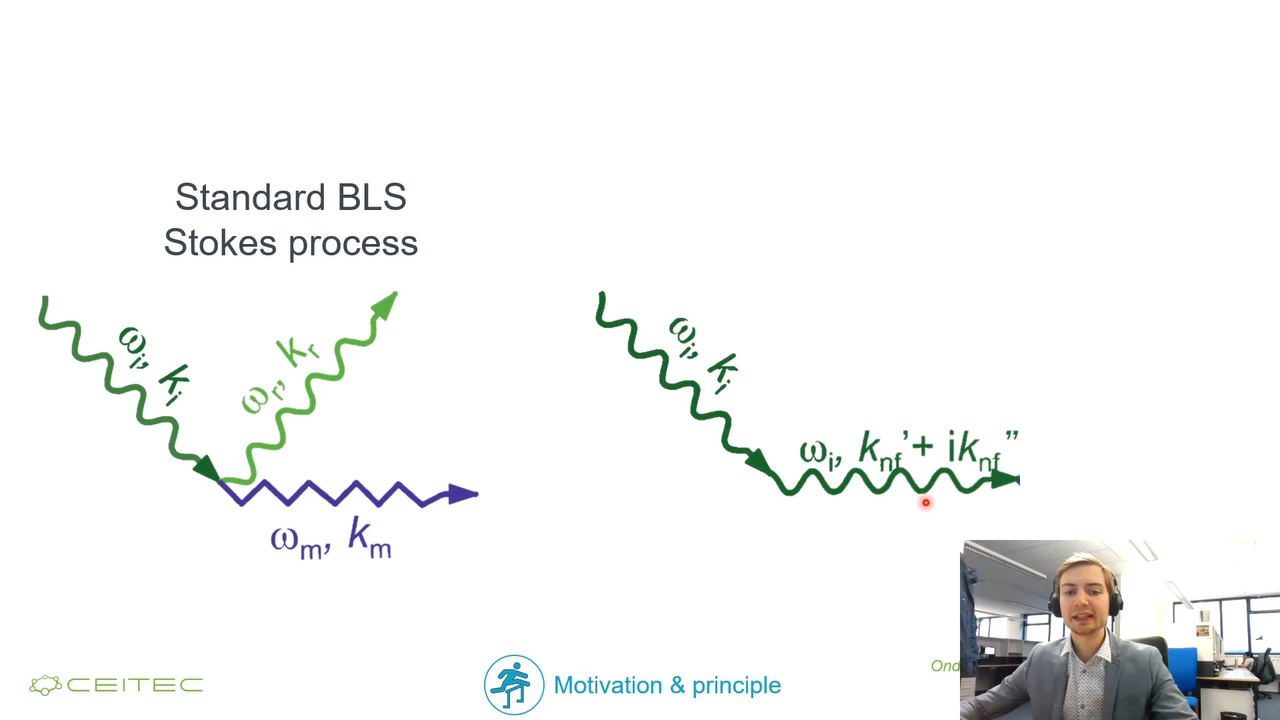 Standard BLS
Stokes process
ωi, ki
ωr, kr
ωm, km
ωi, ki
ωi, knf’+ iknf”
CEITEC
Motivation & principle